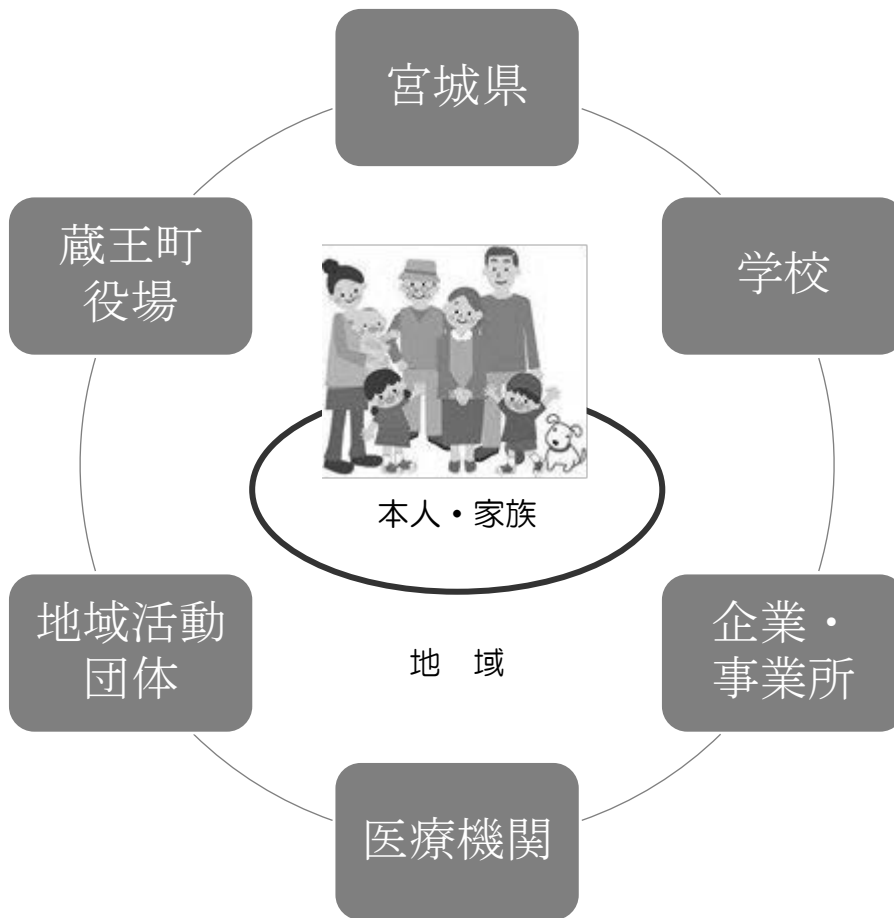 宮城県
蔵王町
役場
学校
本人・家族
地域活動
団体
地　域
企業・
事業所
医療機関